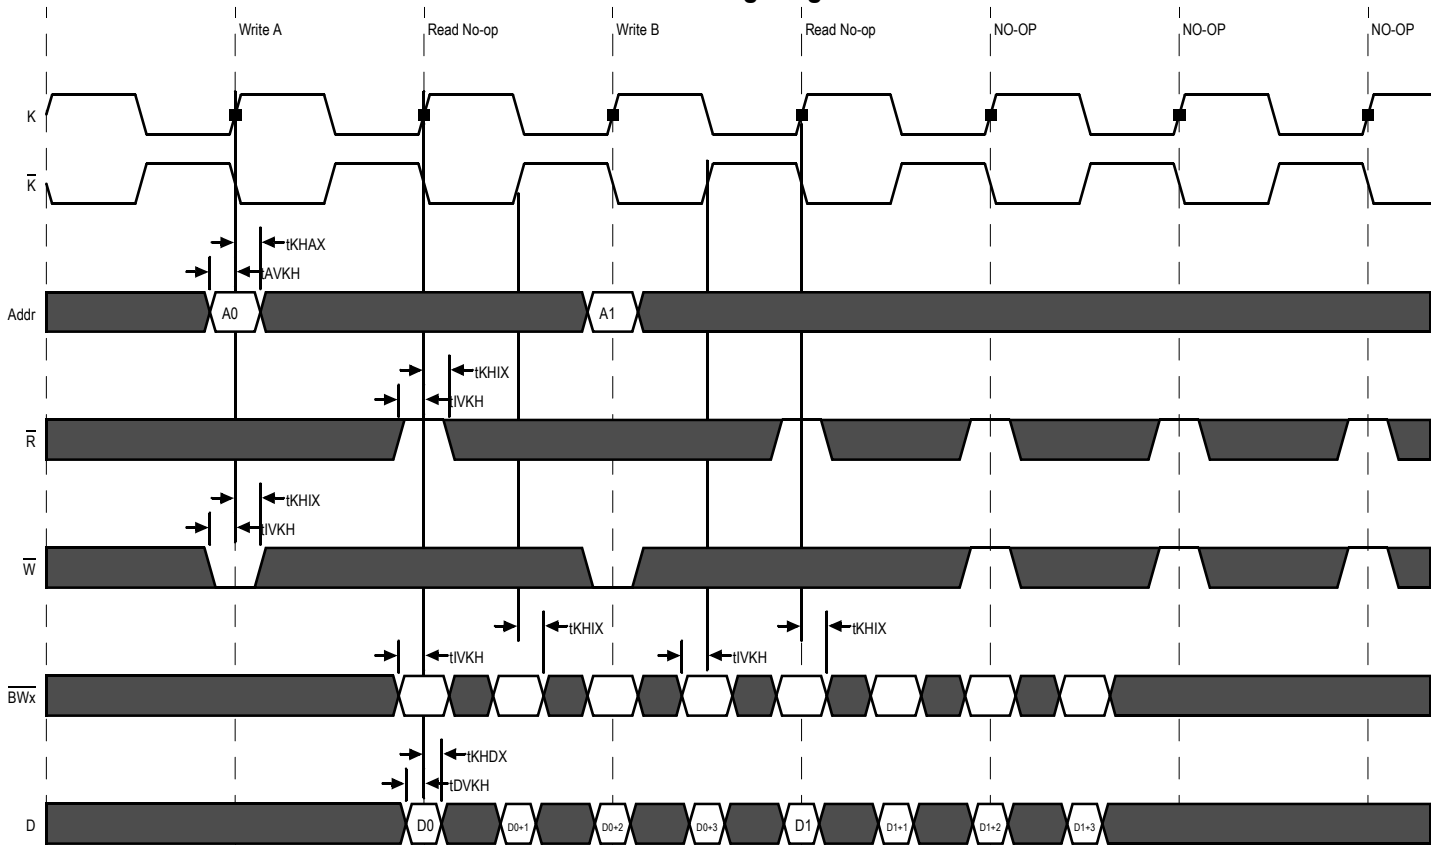 Write A Read No-op Write B Read No-op NO-OP NO-OP NO-OP
K
K̅
tKHAX
tAVKH
Addr A0 A1
tKHIX
tIVKH
R̅
tKHIX
tIVKH
W̅
tKHIX tKHIX
tIVKH tIVKH
B̅W̅x̅
tKHDX
tDVKH
D D0 D0+1 D0+2 D0+3 D1 D1+1 D1+2 D1+3